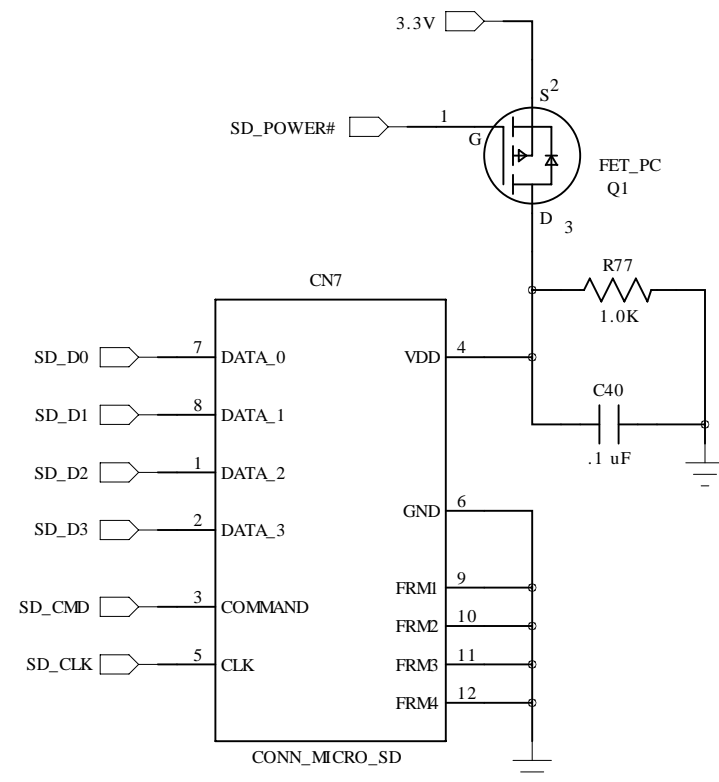 3.3V
S 2
SD_POWER# 1
G
FET_PC
Q1
D 3
R77
1.0K
CN7
SD_D0 7 DATA_0 VDD 4
C40
SD_D1 8 DATA_1
.1 uF
SD_D2 1 DATA_2
GND 6
SD_D3 2 DATA_3
FRM1 9
SD_CMD 3 COMMAND
FRM2 10
SD_CLK 5 CLK FRM3 11
FRM4 12
CONN_MICRO_SD